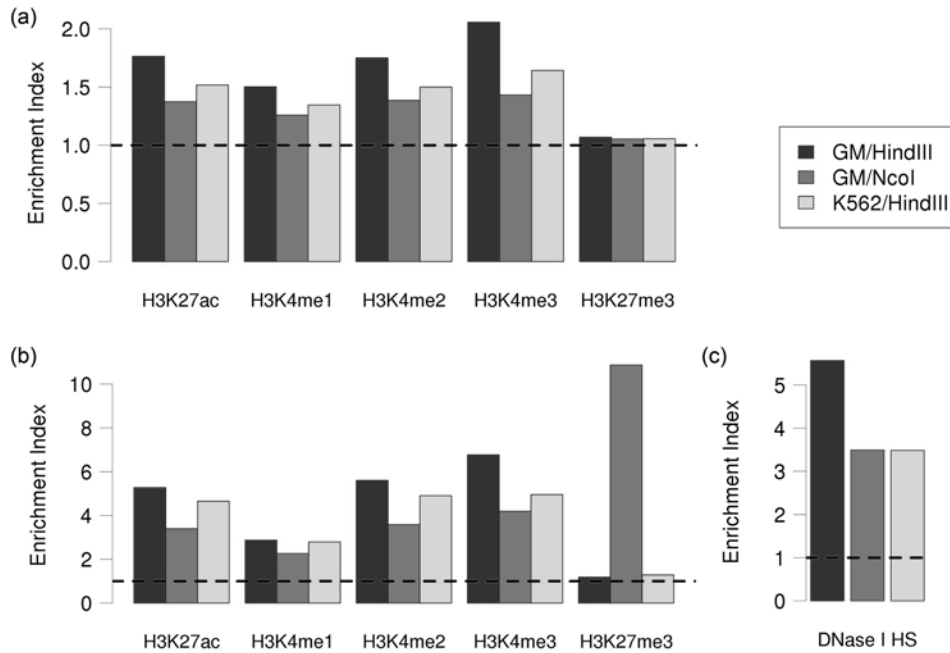 (a)
Enrichment Index
2.0
1.5
1.0
0.5
0.0
H3K27ac H3K4me1 H3K4me2 H3K4me3 H3K27me3
GM/HindIII
GM/NcoI
K562/HindIII
(b)
Enrichment Index
10
8
6
4
2
0
H3K27ac H3K4me1 H3K4me2 H3K4me3 H3K27me3
(c)
Enrichment Index
5
4
3
2
1
0
DNase I HS